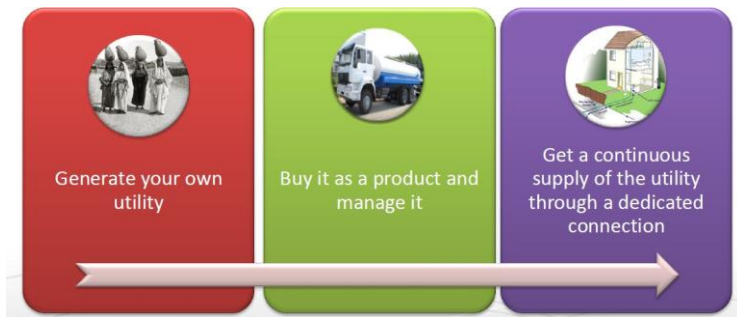 Generate your own
utility
Buy it as a product and
manage it
Get a continuous
supply of the utility
through a dedicated
connection